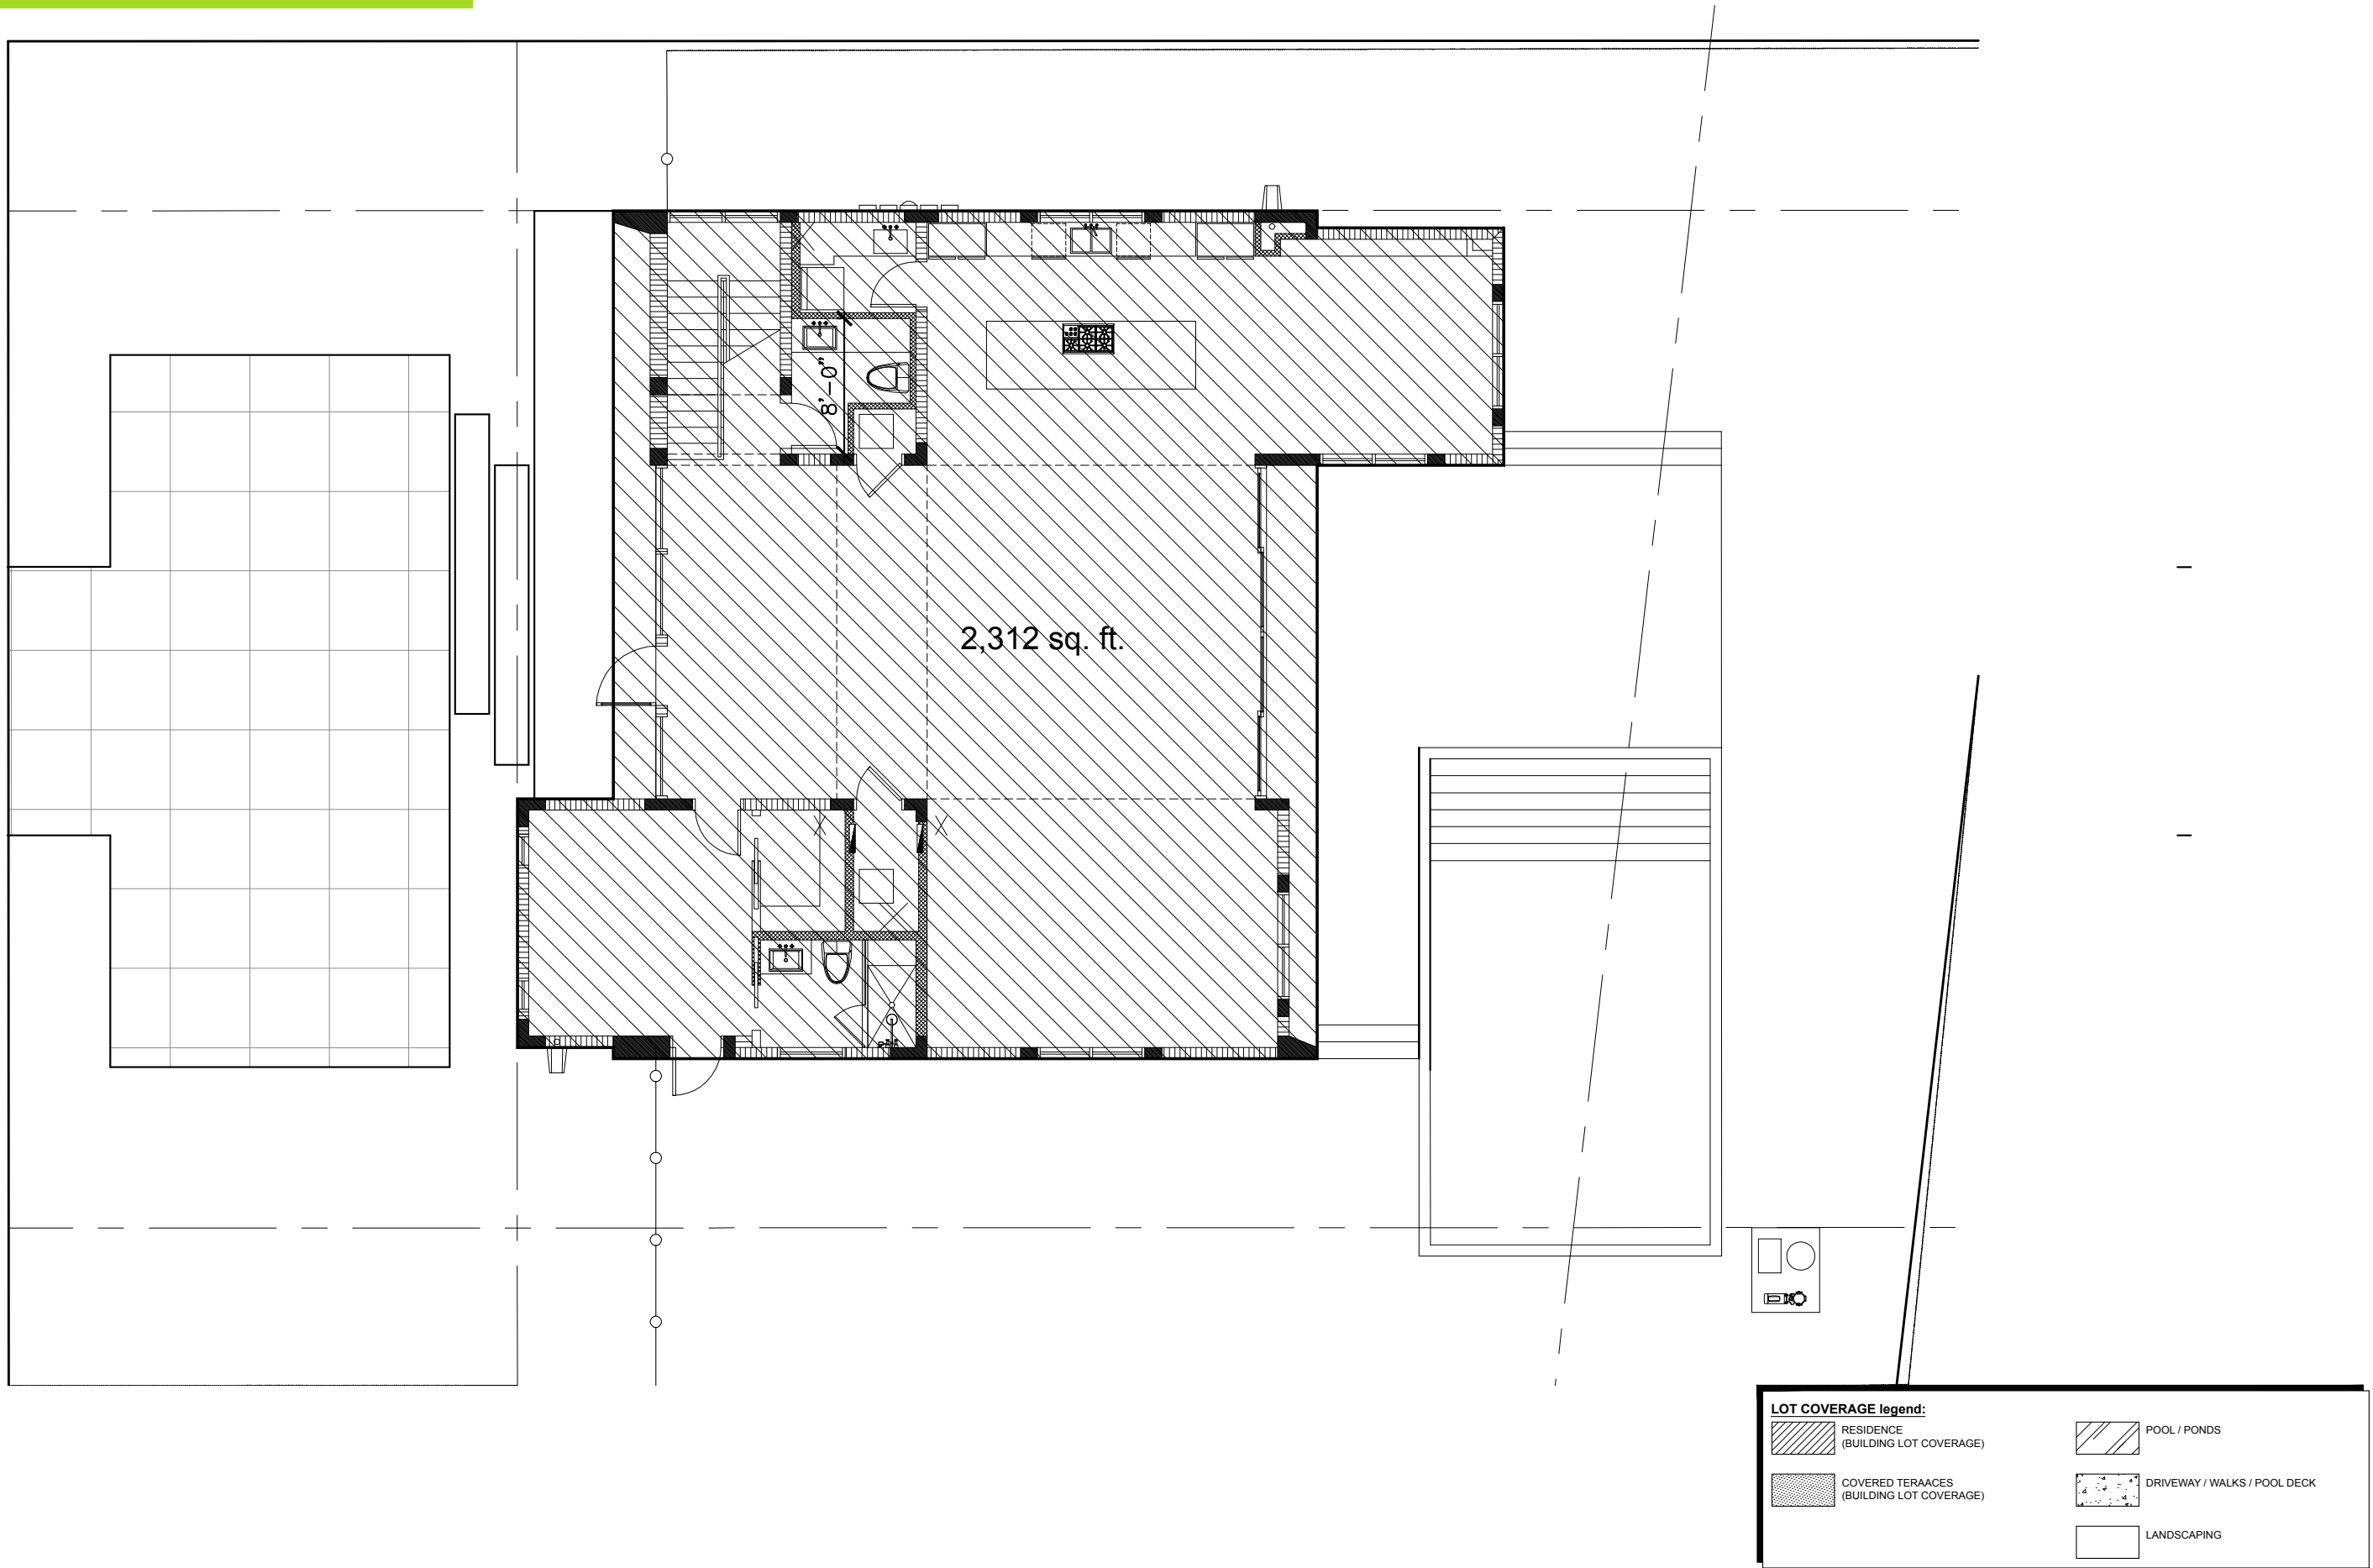 8'-0"
2,312 sq. ft.
LOT COVERAGE legend:
RESIDENCE
(BUILDING LOT COVERAGE)
POOL / PONDS
COVERED TERAACES
(BUILDING LOT COVERAGE)
DRIVEWAY / WALKS / POOL DECK
LANDSCAPING